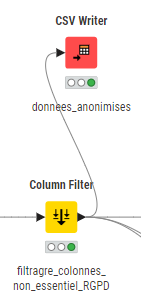 CSV Writer
donnees_anonimises
Column Filter
filtragre_colonnes_
non_essentiel_RGPD